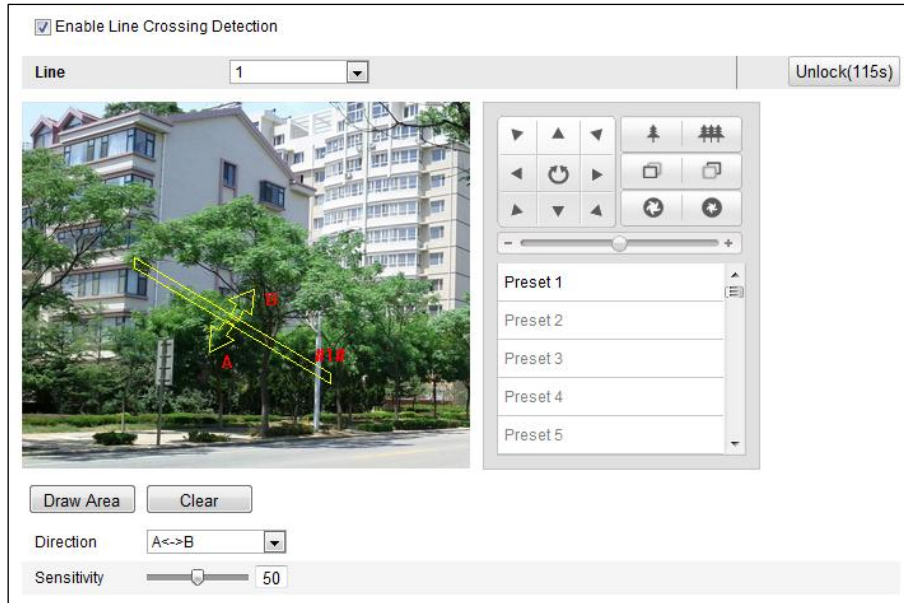 Enable Line Crossing Detection
Line 1 Unlock(115s)
B
A
#1#
- +
Preset 1
Preset 2
Preset 3
Preset 4
Preset 5
Draw Area Clear
Direction A<->B
Sensitivity 50